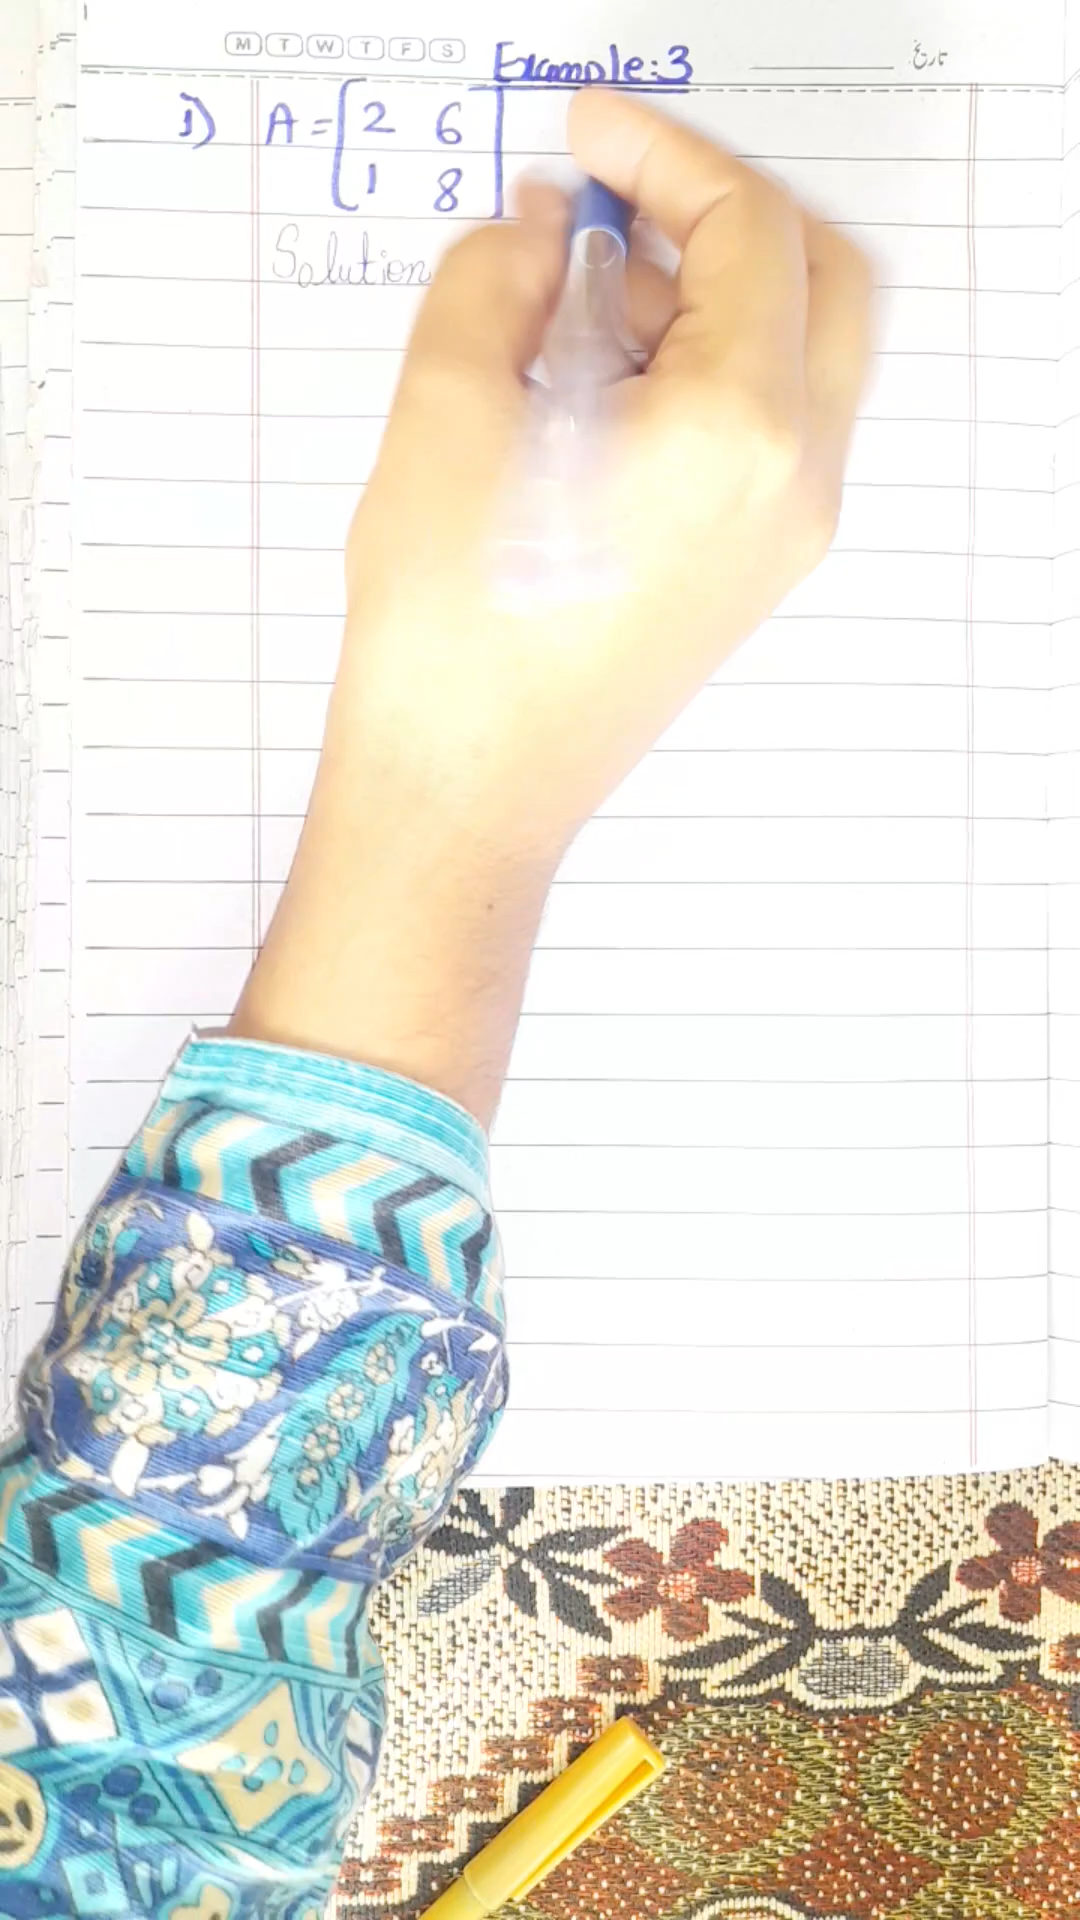 M T W T F S
Example:3
تاریخ
1) A = [2 6
1 8]
Solution